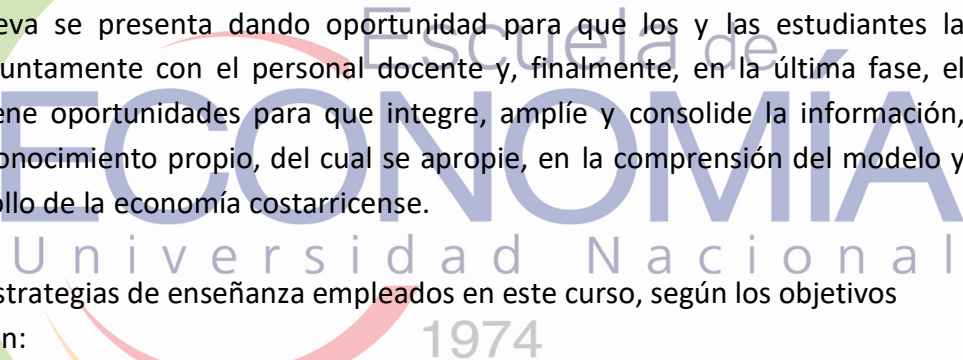 eva se presenta dando oportunidad para que los y las estudiantes la
Escuela de
untamente con el personal docente y, finalmente, en la última fase, el
ene oportunidades para que integre, amplíe y consolide la información,
ECONOMÍA
onocimiento propio, del cual se apropie, en la comprensión del modelo y
ollo de la economía costarricense.
Universidad Nacional
strategias de enseñanza empleados en este curso, según los objetivos
1974
n: